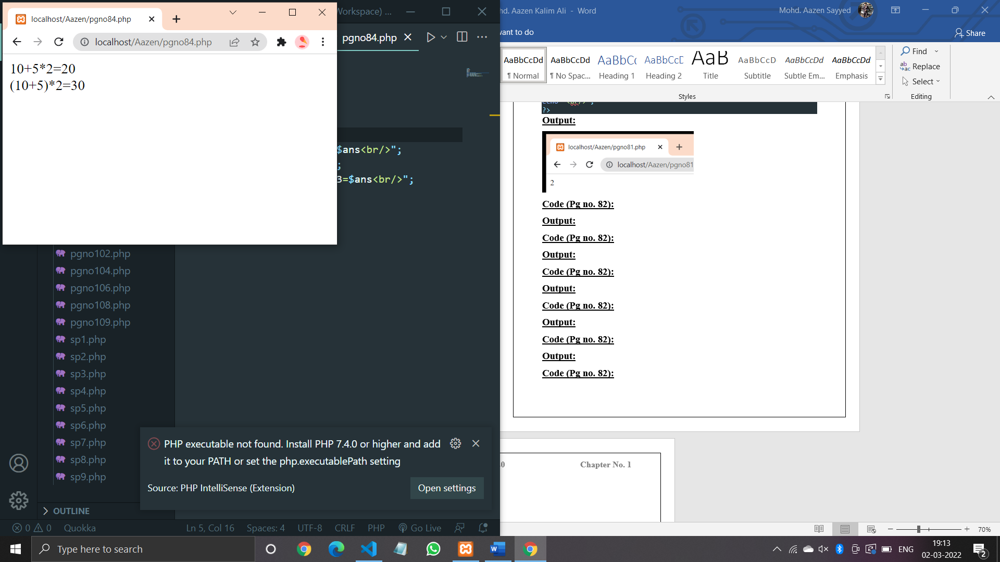 localhost/Aazen/pgno84.php
localhost/Aazen/pgno84.php
10+5*2=20
(10+5)*2=30
Workspace) ...
pgno84.php
$ans<br/>";
;
3=$ans<br/>";
pgno102.php
pgno104.php
pgno106.php
pgno108.php
pgno109.php
sp1.php
sp2.php
sp3.php
sp4.php
sp5.php
sp6.php
sp7.php
sp8.php
sp9.php
OUTLINE
PHP executable not found. Install PHP 7.4.0 or higher and add
it to your PATH or set the php.executablePath setting
Source: PHP IntelliSense (Extension)
Open settings
0 0 Quokka Ln 5, Col 16 Spaces: 4 UTF-8 CRLF PHP Go Live
hd. Aazen Kalim Ali - Word
Mohd. Aazen Sayyed
want to do
Share
AaBbCcDd AaBbCcDd AaBbCc AaBbCcD AaB AaBbCcD AaBbCcDd AaBbCcDd
¶ Normal ¶ No Spac... Heading 1 Heading 2 Title Subtitle Subtle Em... Emphasis
Styles
Find
Replace
Select
Editing
echo "<br/>";
?>
Output:
localhost/Aazen/pgno81.php
localhost/Aazen/pgno81
2
Code (Pg no. 82):
Output:
Code (Pg no. 82):
Output:
Code (Pg no. 82):
Output:
Code (Pg no. 82):
Output:
Code (Pg no. 82):
Output:
Code (Pg no. 82):
Chapter No. 1
70%
Type here to search
ENG
19:13
02-03-2022
2